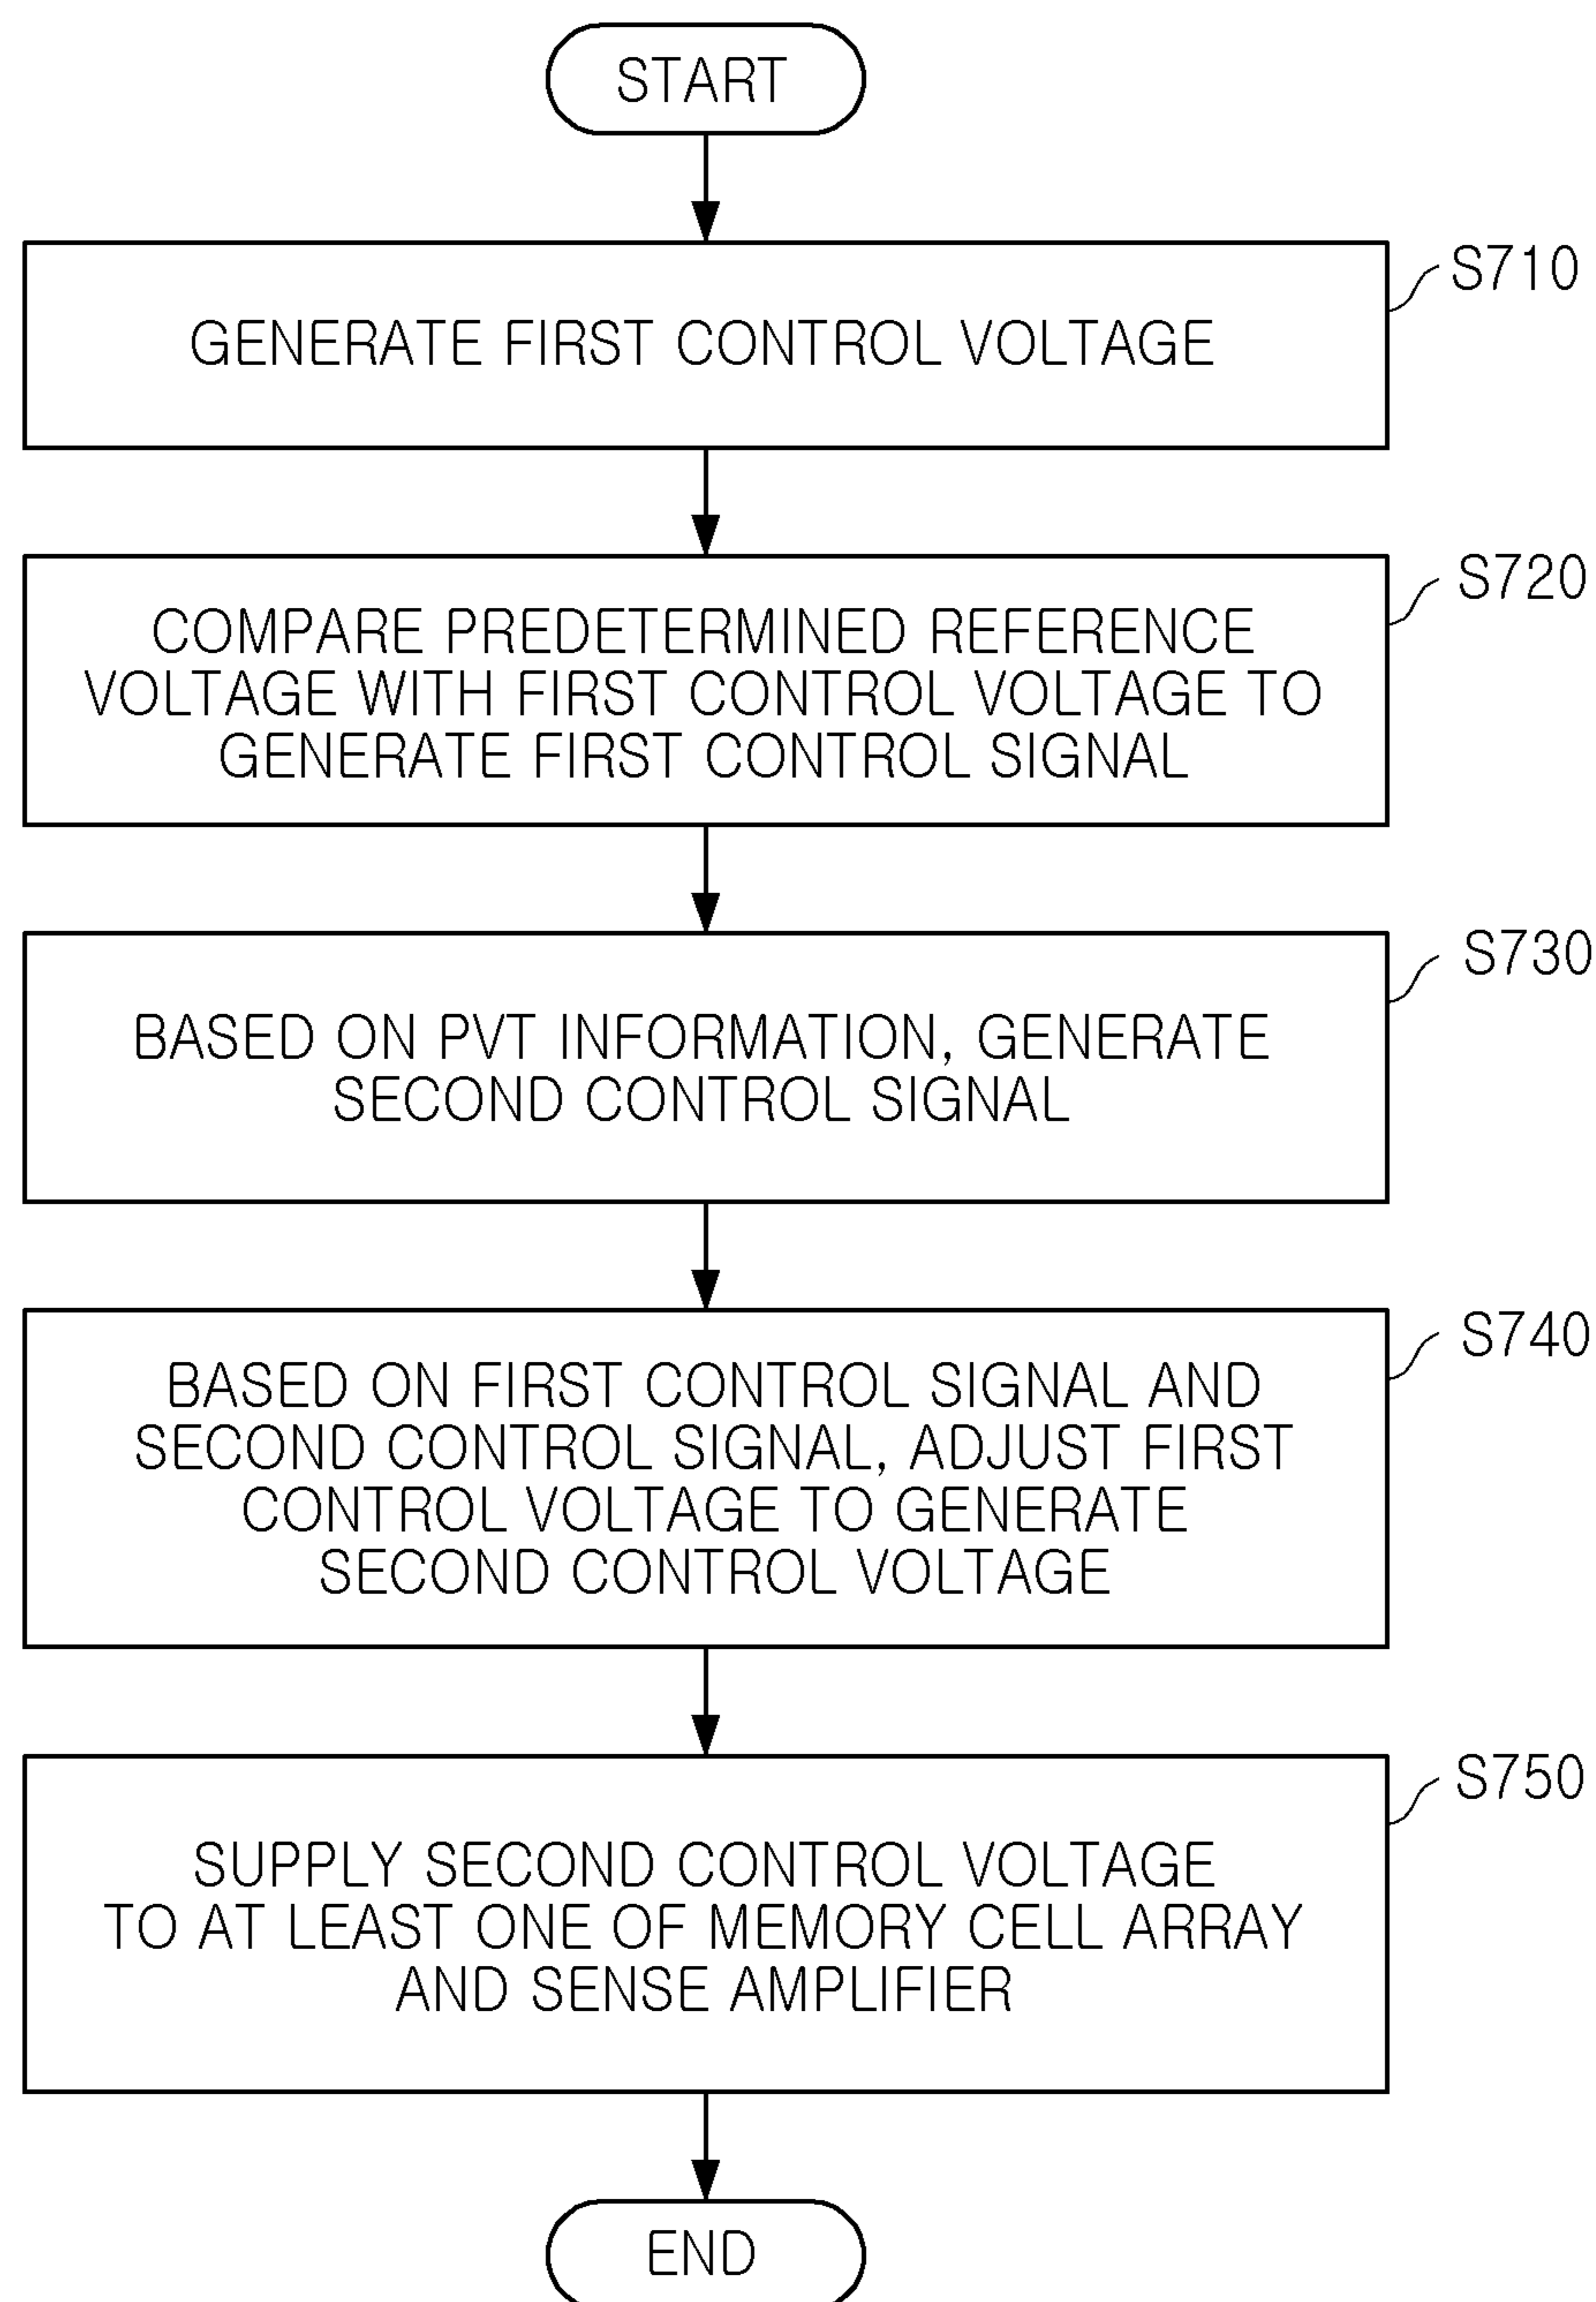 START
S710
GENERATE FIRST CONTROL VOLTAGE
S720
COMPARE PREDETERMINED REFERENCE
VOLTAGE WITH FIRST CONTROL VOLTAGE TO
GENERATE FIRST CONTROL SIGNAL
S730
BASED ON PVT INFORMATION, GENERATE
SECOND CONTROL SIGNAL
S740
BASED ON FIRST CONTROL SIGNAL AND
SECOND CONTROL SIGNAL, ADJUST FIRST
CONTROL VOLTAGE TO GENERATE
SECOND CONTROL VOLTAGE
S750
SUPPLY SECOND CONTROL VOLTAGE
TO AT LEAST ONE OF MEMORY CELL ARRAY
AND SENSE AMPLIFIER
END